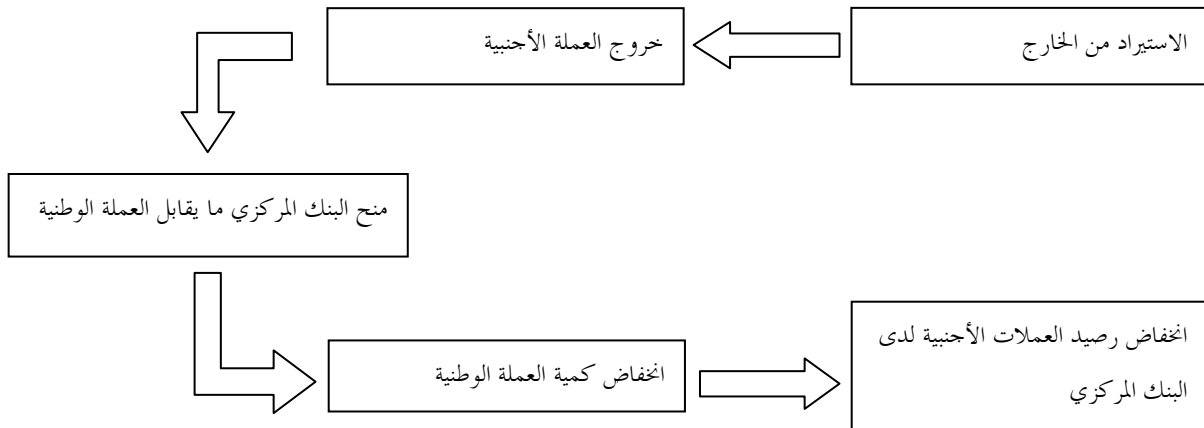 الاستيراد من الخارج
خروج العملة الأجنبية
منح البنك المركزي ما يقابل العملة الوطنية
انخفاض كمية العملة الوطنية
انخفاض رصيد العملات الأجنبية لدى
البنك المركزي